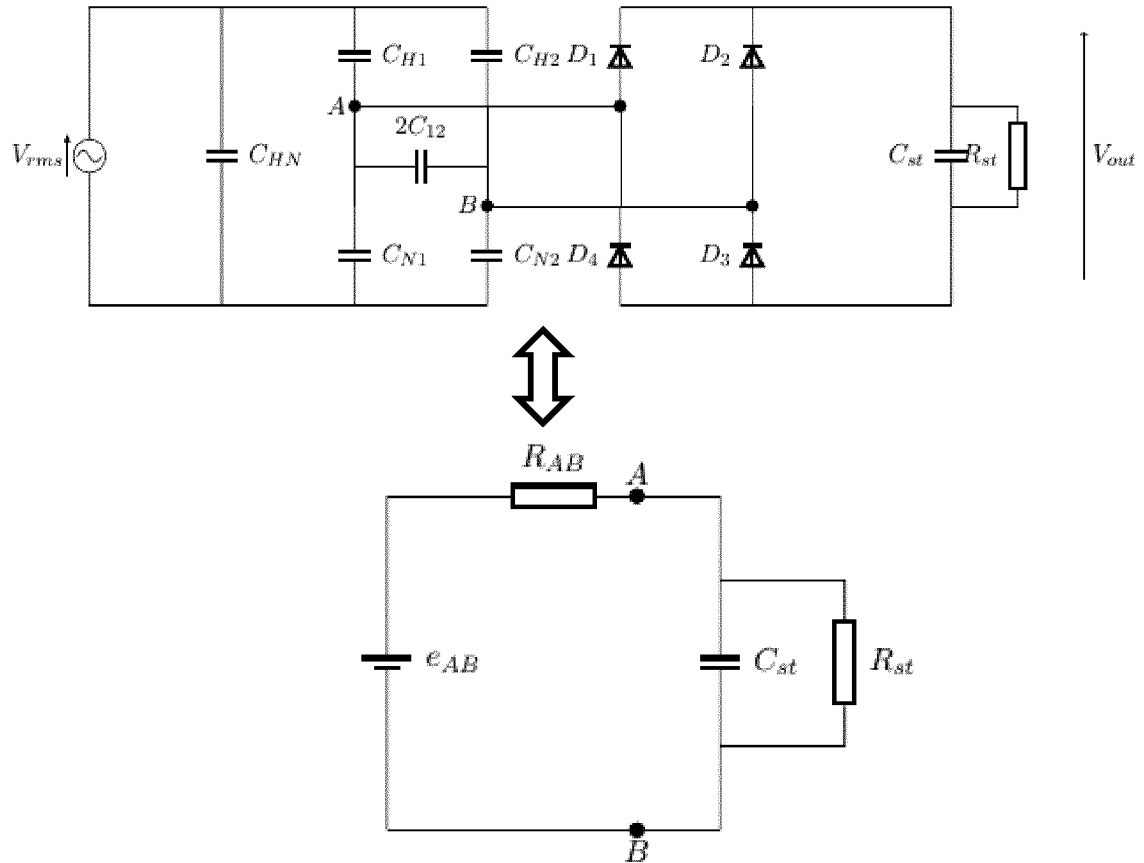 C_{H1} C_{H2} D_1 D_2
A
2C_{12}
V_{rms} C_{HN} C_{st} R_{st} V_{out}
B
C_{N1} C_{N2} D_4 D_3
R_{AB}
A
e_{AB} C_{st} R_{st}
B